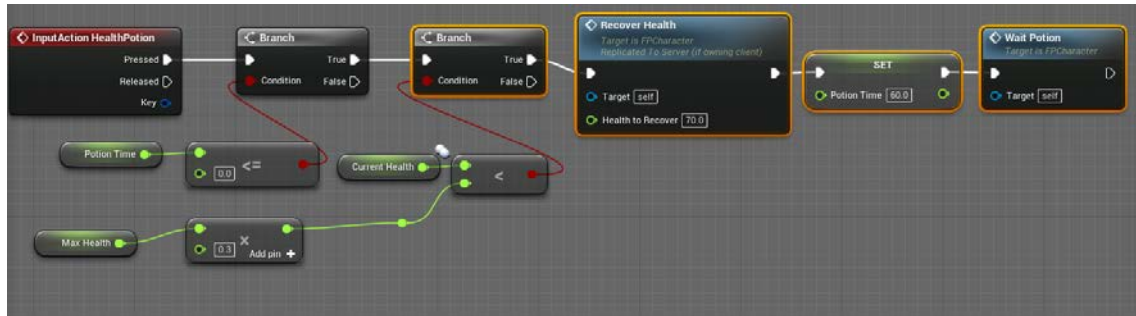 InputAction HealthPotion
Pressed
Released
Key
Branch
True
Condition
False
Branch
True
Condition
False
Recover Health
Target is FPCharacter
Replicated To Server (if owning client)
Target self
Health to Recover 70.0
SET
Potion Time 60.0
Wait Potion
Target is FPCharacter
Target self
Potion Time
0.0
<=
Current Health
<
Max Health
0.3
X
Add pin +